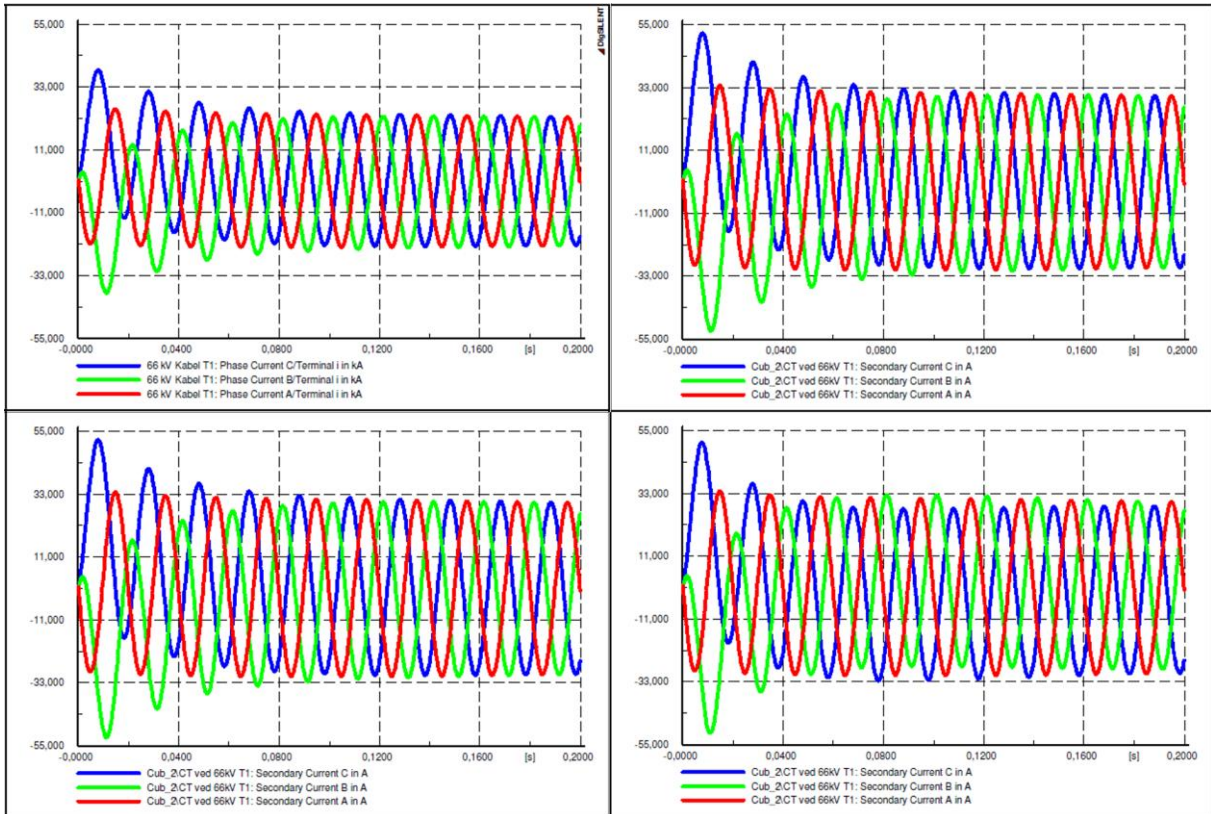 55,000
33,000
11,000
-11,000
-33,000
-55,000
-0,0000 0,0400 0,0800 0,1200 0,1600 [s] 0,2000
DIgSILENT
66 kV Kabel T1: Phase Current C/Terminal i in kA
66 kV Kabel T1: Phase Current B/Terminal i in kA
66 kV Kabel T1: Phase Current A/Terminal i in kA
55,000
33,000
11,000
-11,000
-33,000
-55,000
-0,0000 0,0400 0,0800 0,1200 0,1600 [s] 0,2000
Cub_2\CT ved 66kV T1: Secondary Current C in A
Cub_2\CT ved 66kV T1: Secondary Current B in A
Cub_2\CT ved 66kV T1: Secondary Current A in A
55,000
33,000
11,000
-11,000
-33,000
-55,000
-0,0000 0,0400 0,0800 0,1200 0,1600 [s] 0,2000
Cub_2\CT ved 66kV T1: Secondary Current C in A
Cub_2\CT ved 66kV T1: Secondary Current B in A
Cub_2\CT ved 66kV T1: Secondary Current A in A
55,000
33,000
11,000
-11,000
-33,000
-55,000
-0,0000 0,0400 0,0800 0,1200 0,1600 [s] 0,2000
Cub_2\CT ved 66kV T1: Secondary Current C in A
Cub_2\CT ved 66kV T1: Secondary Current B in A
Cub_2\CT ved 66kV T1: Secondary Current A in A